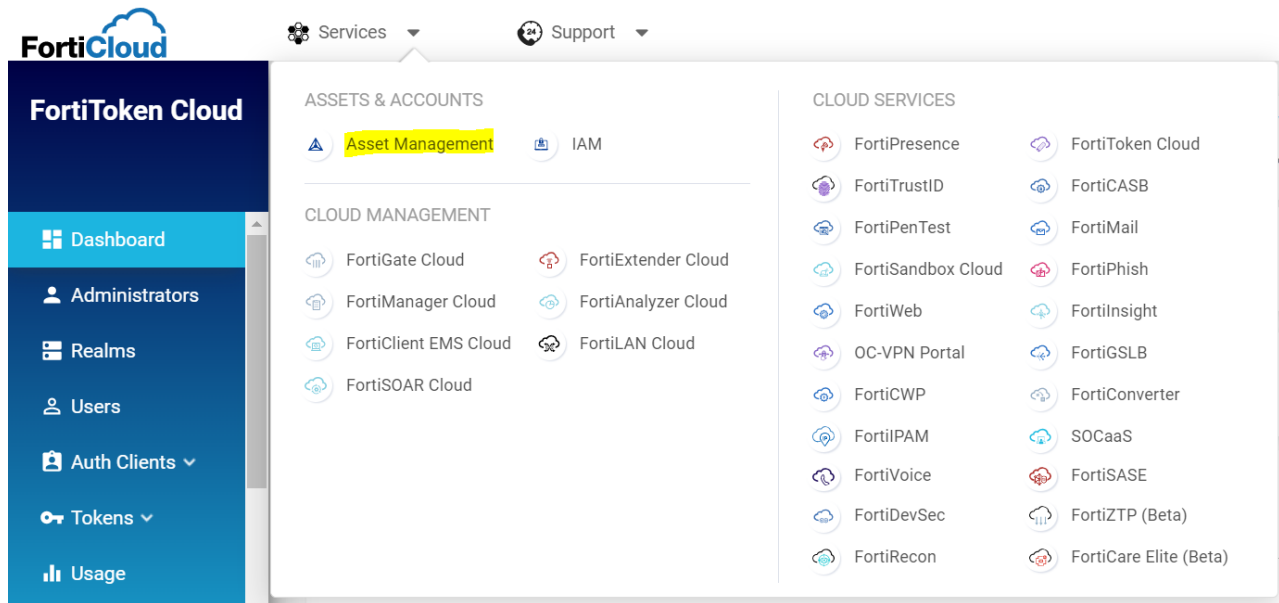 FortiCloud
Services
Support
FortiToken Cloud
Dashboard
Administrators
Realms
Users
Auth Clients
Tokens
Usage
ASSETS & ACCOUNTS
Asset Management
IAM
CLOUD MANAGEMENT
FortiGate Cloud
FortiExtender Cloud
FortiManager Cloud
FortiAnalyzer Cloud
FortiClient EMS Cloud
FortiLAN Cloud
FortiSOAR Cloud
CLOUD SERVICES
FortiPresence
FortiToken Cloud
FortiTrustID
FortiCASB
FortiPenTest
FortiMail
FortiSandbox Cloud
FortiPhish
FortiWeb
FortiInsight
OC-VPN Portal
FortiGSLB
FortiCWP
FortiConverter
FortiIPAM
SOCaaS
FortiVoice
FortiSASE
FortiDevSec
FortiZTP (Beta)
FortiRecon
FortiCare Elite (Beta)